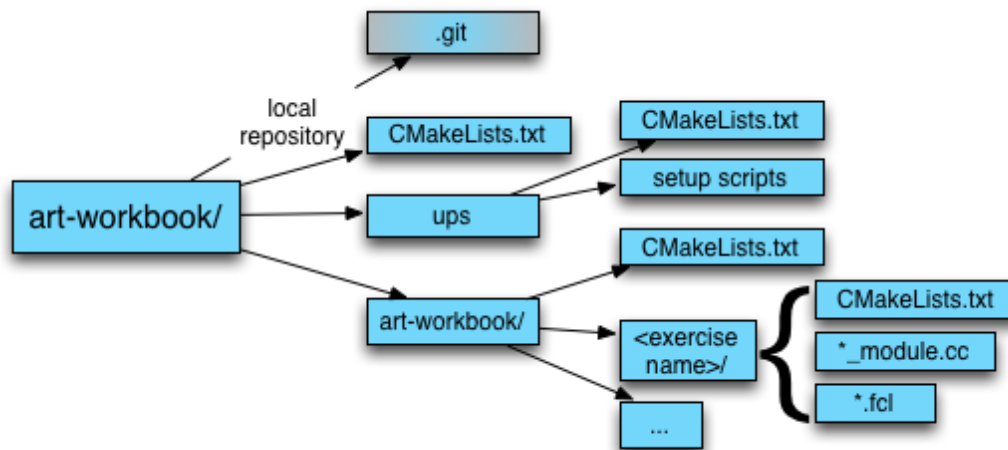 .git
local
repository
CMakeLists.txt
CMakeLists.txt
setup scripts
art-workbook/
ups
CMakeLists.txt
art-workbook/
<exercise
name>/
CMakeLists.txt
*_module.cc
*.fcl
...